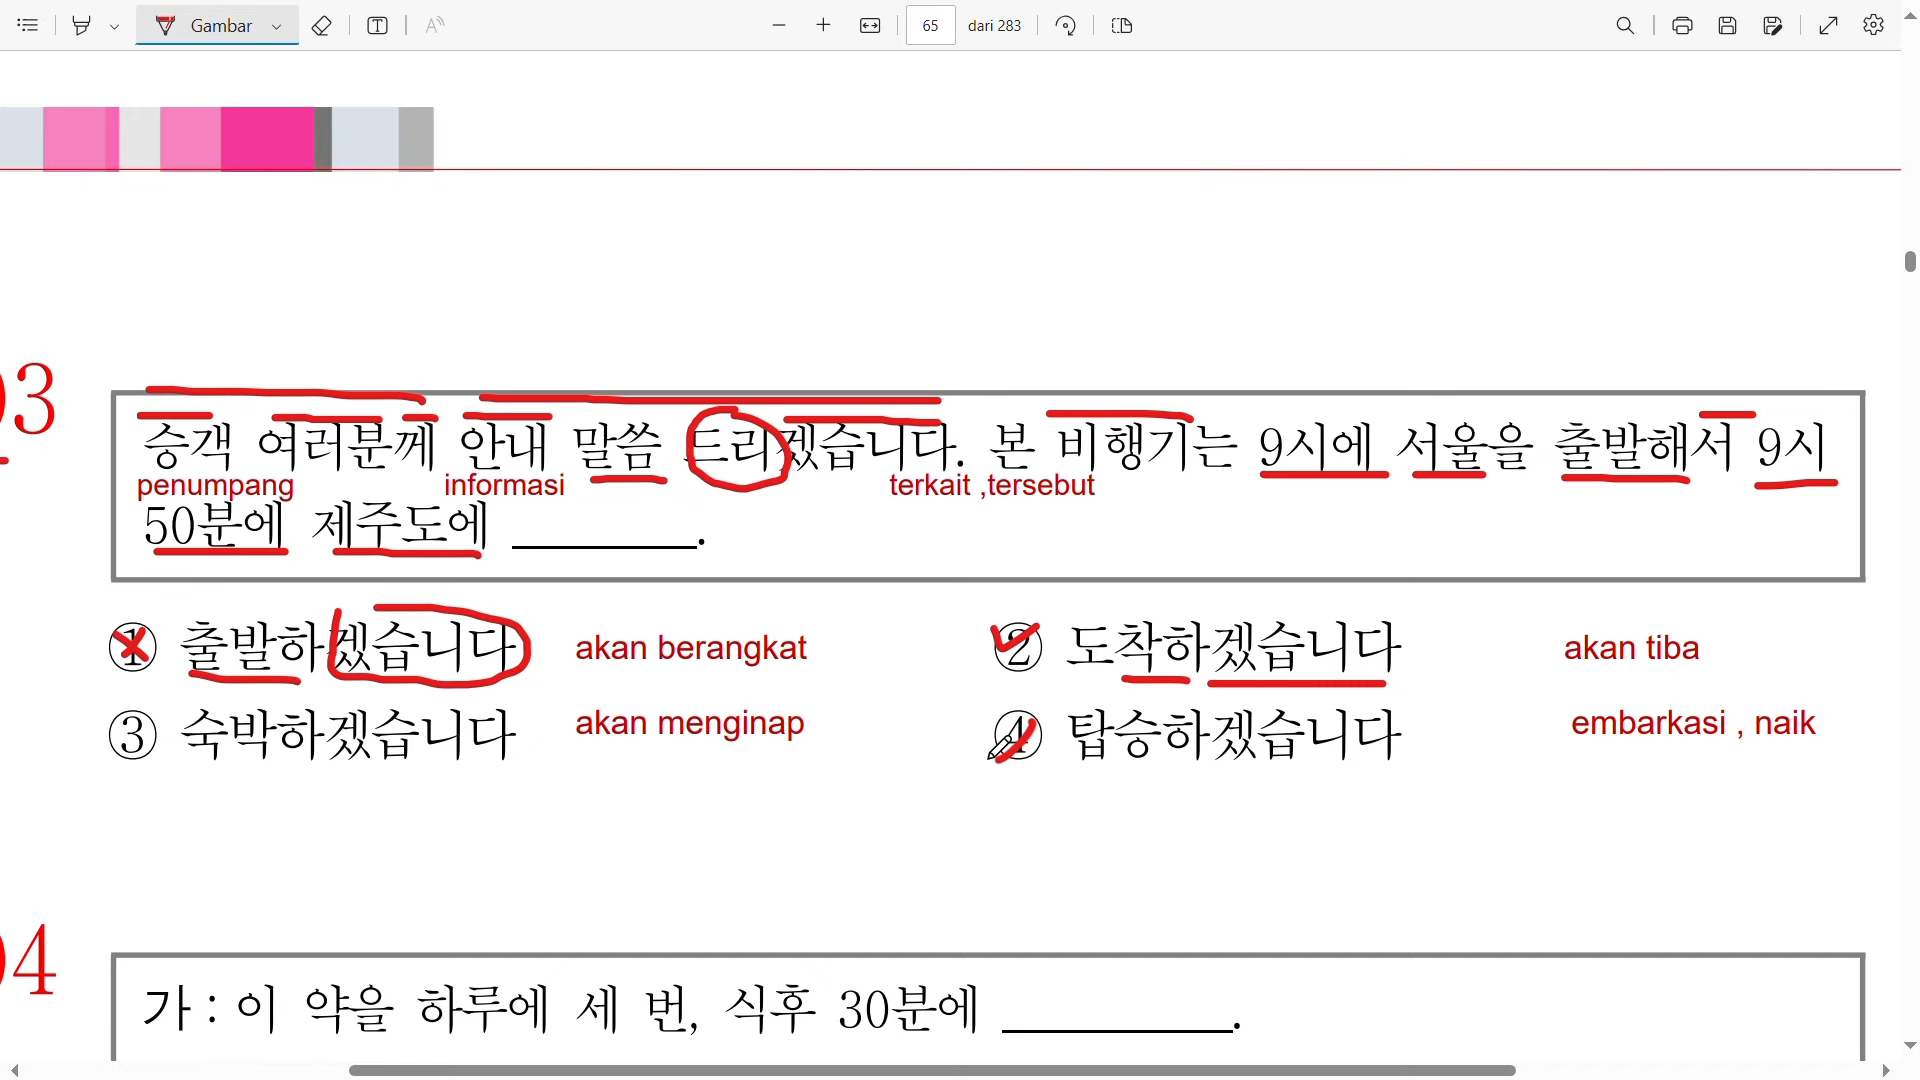 Gambar
65 dari 283
03
승객 여러분께 안내 말씀 드리겠습니다. 본 비행기는 9시에 서울을 출발해서 9시
penumpang informasi terkait ,tersebut
50분에 제주도에 ________.
① 출발하겠습니다 akan berangkat ② 도착하겠습니다 akan tiba
③ 숙박하겠습니다 akan menginap ④ 탑승하겠습니다 embarkasi , naik
04
가 : 이 약을 하루에 세 번, 식후 30분에 __________.